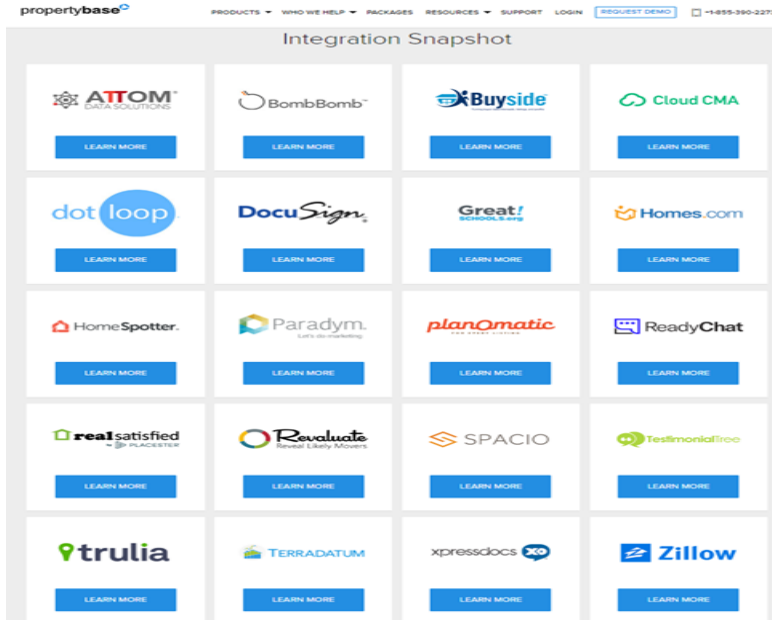 propertybase
PRODUCTS WHO WE HELP PACKAGES RESOURCES SUPPORT LOGIN REQUEST DEMO
Integration Snapshot
ATTOM DATA SOLUTIONS
BombBomb
Buyside
Cloud CMA
LEARN MORE LEARN MORE LEARN MORE LEARN MORE
dot loop
DocuSign
Great! SCHOOLS.org
Homes.com
LEARN MORE LEARN MORE LEARN MORE LEARN MORE
HomeSpotter.
Paradym.
Let's do marketing.
planOmatic
FOR EVERY LISTING
ReadyChat
LEARN MORE LEARN MORE LEARN MORE LEARN MORE
realsatisfied
PLACESTER
Revaluate
Reveal Likely Movers
SPACIO
TestimonialTree
LEARN MORE LEARN MORE LEARN MORE LEARN MORE
trulia
TERRADATUM
xpressdocs XO
Zillow
LEARN MORE LEARN MORE LEARN MORE LEARN MORE